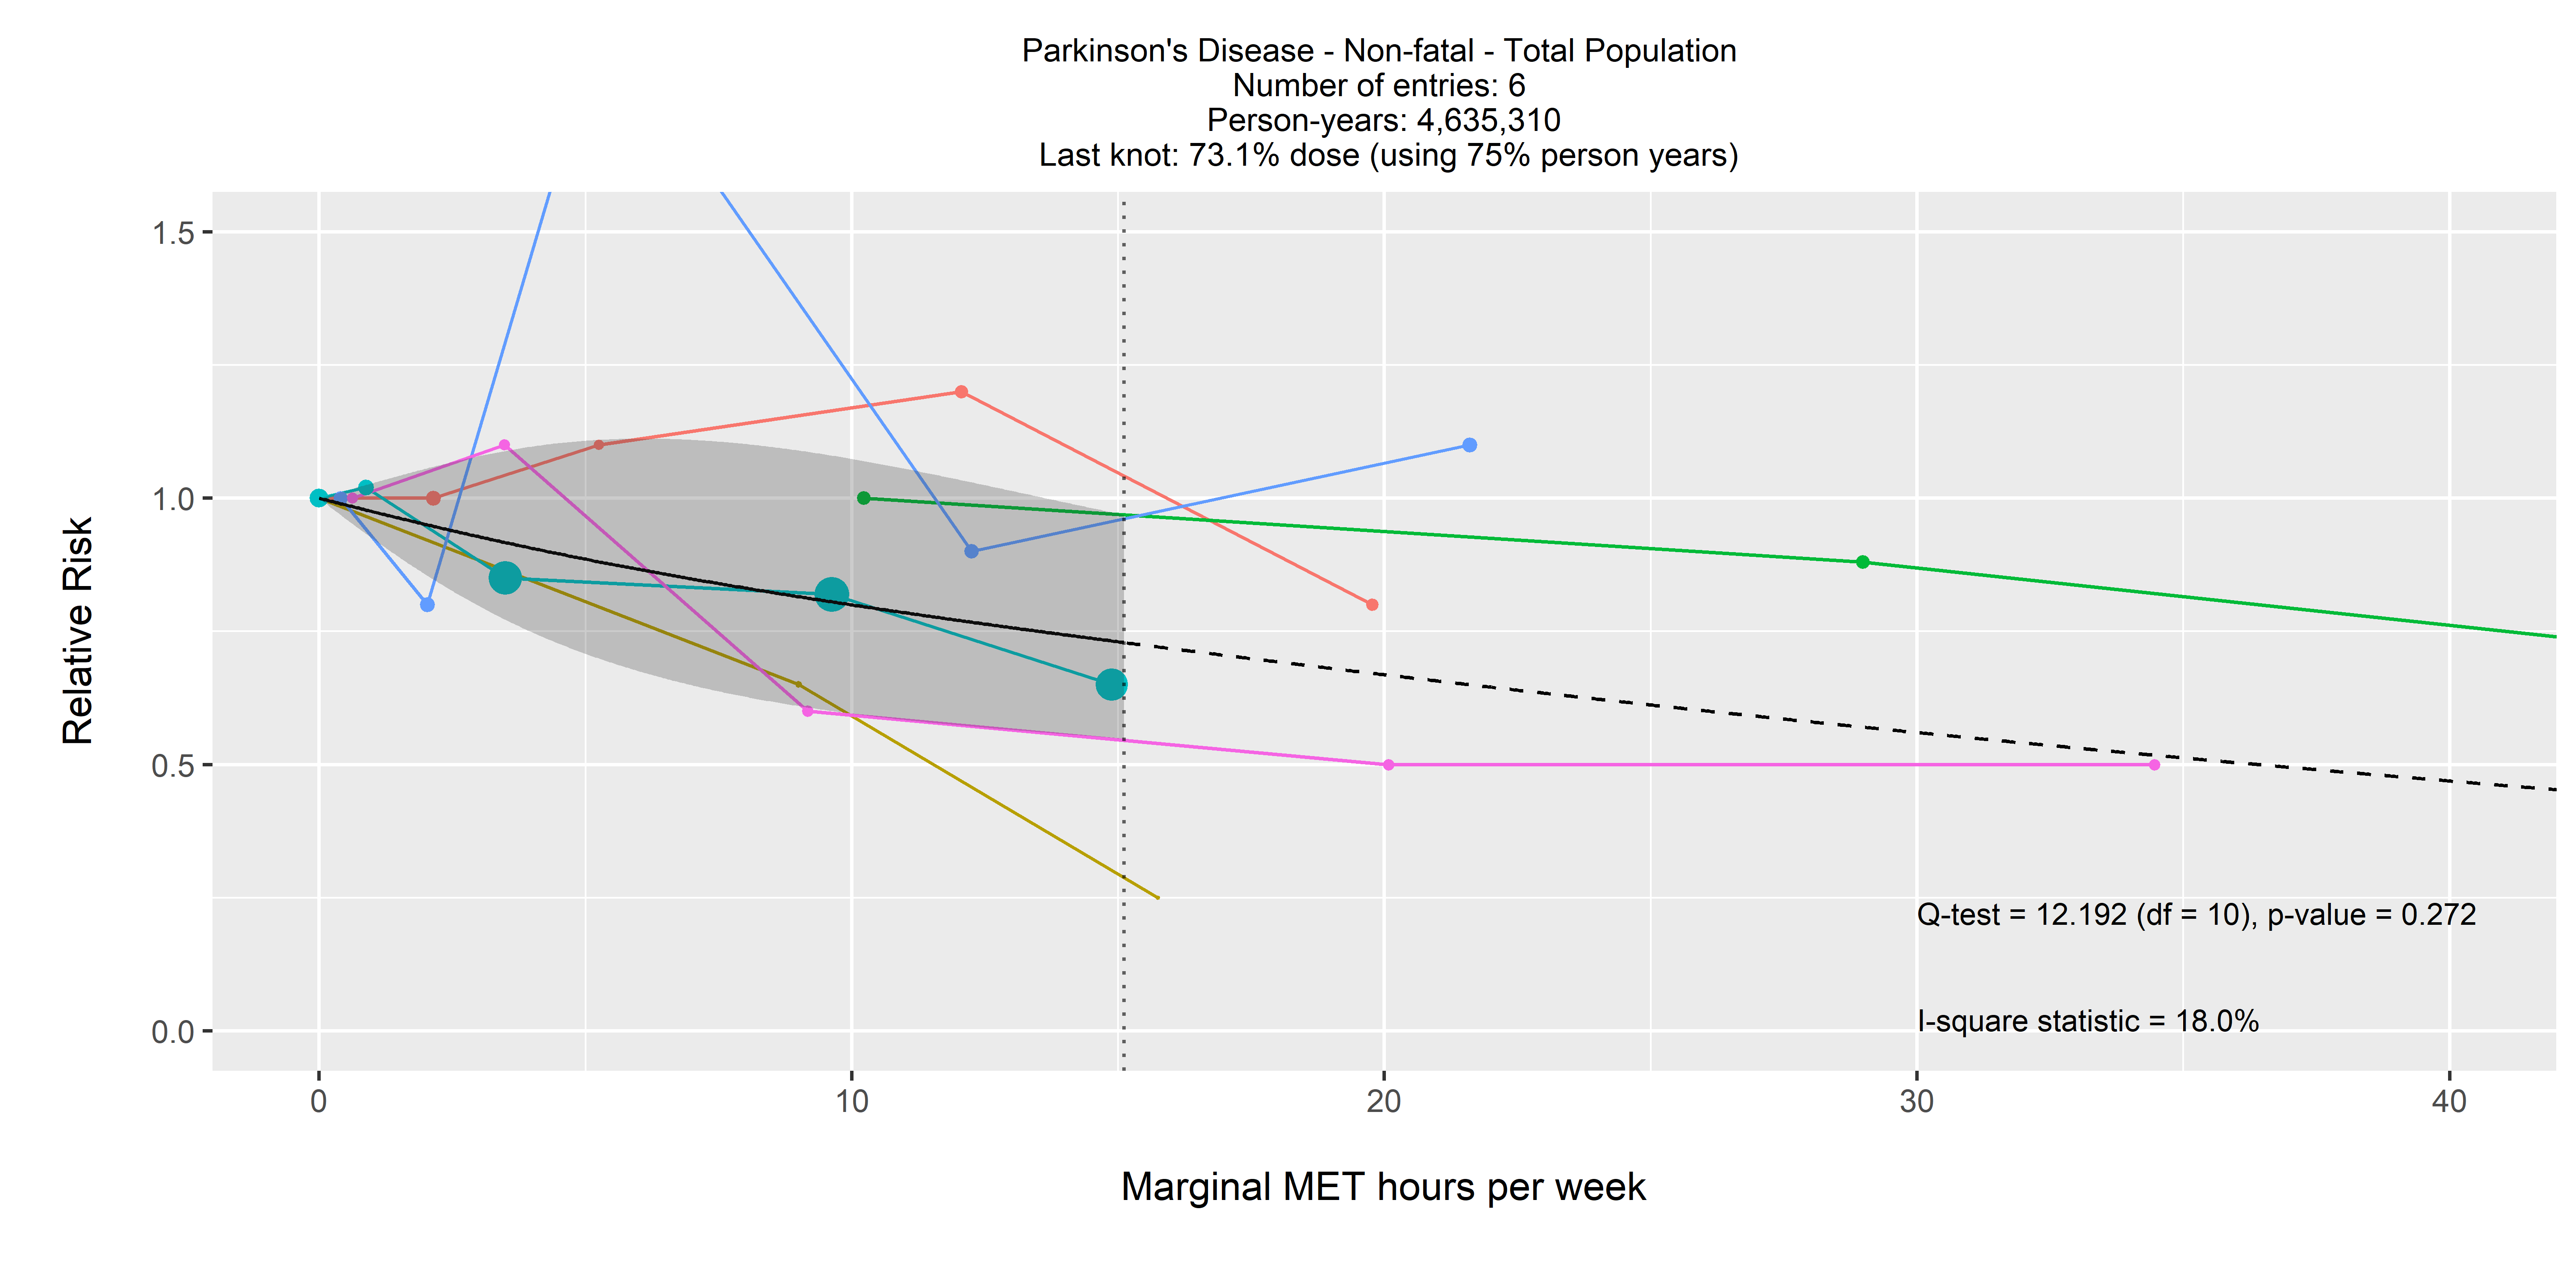 Parkinson's Disease - Non-fatal - Total Population
Number of entries: 6
Person-years: 4,635,310
Last knot: 73.1% dose (using 75% person years)
1.5
1.0
0.5
0.0
Relative Risk
Q-test = 12.192 (df = 10), p-value = 0.272
I-square statistic = 18.0%
0 10 20 30 40
Marginal MET hours per week